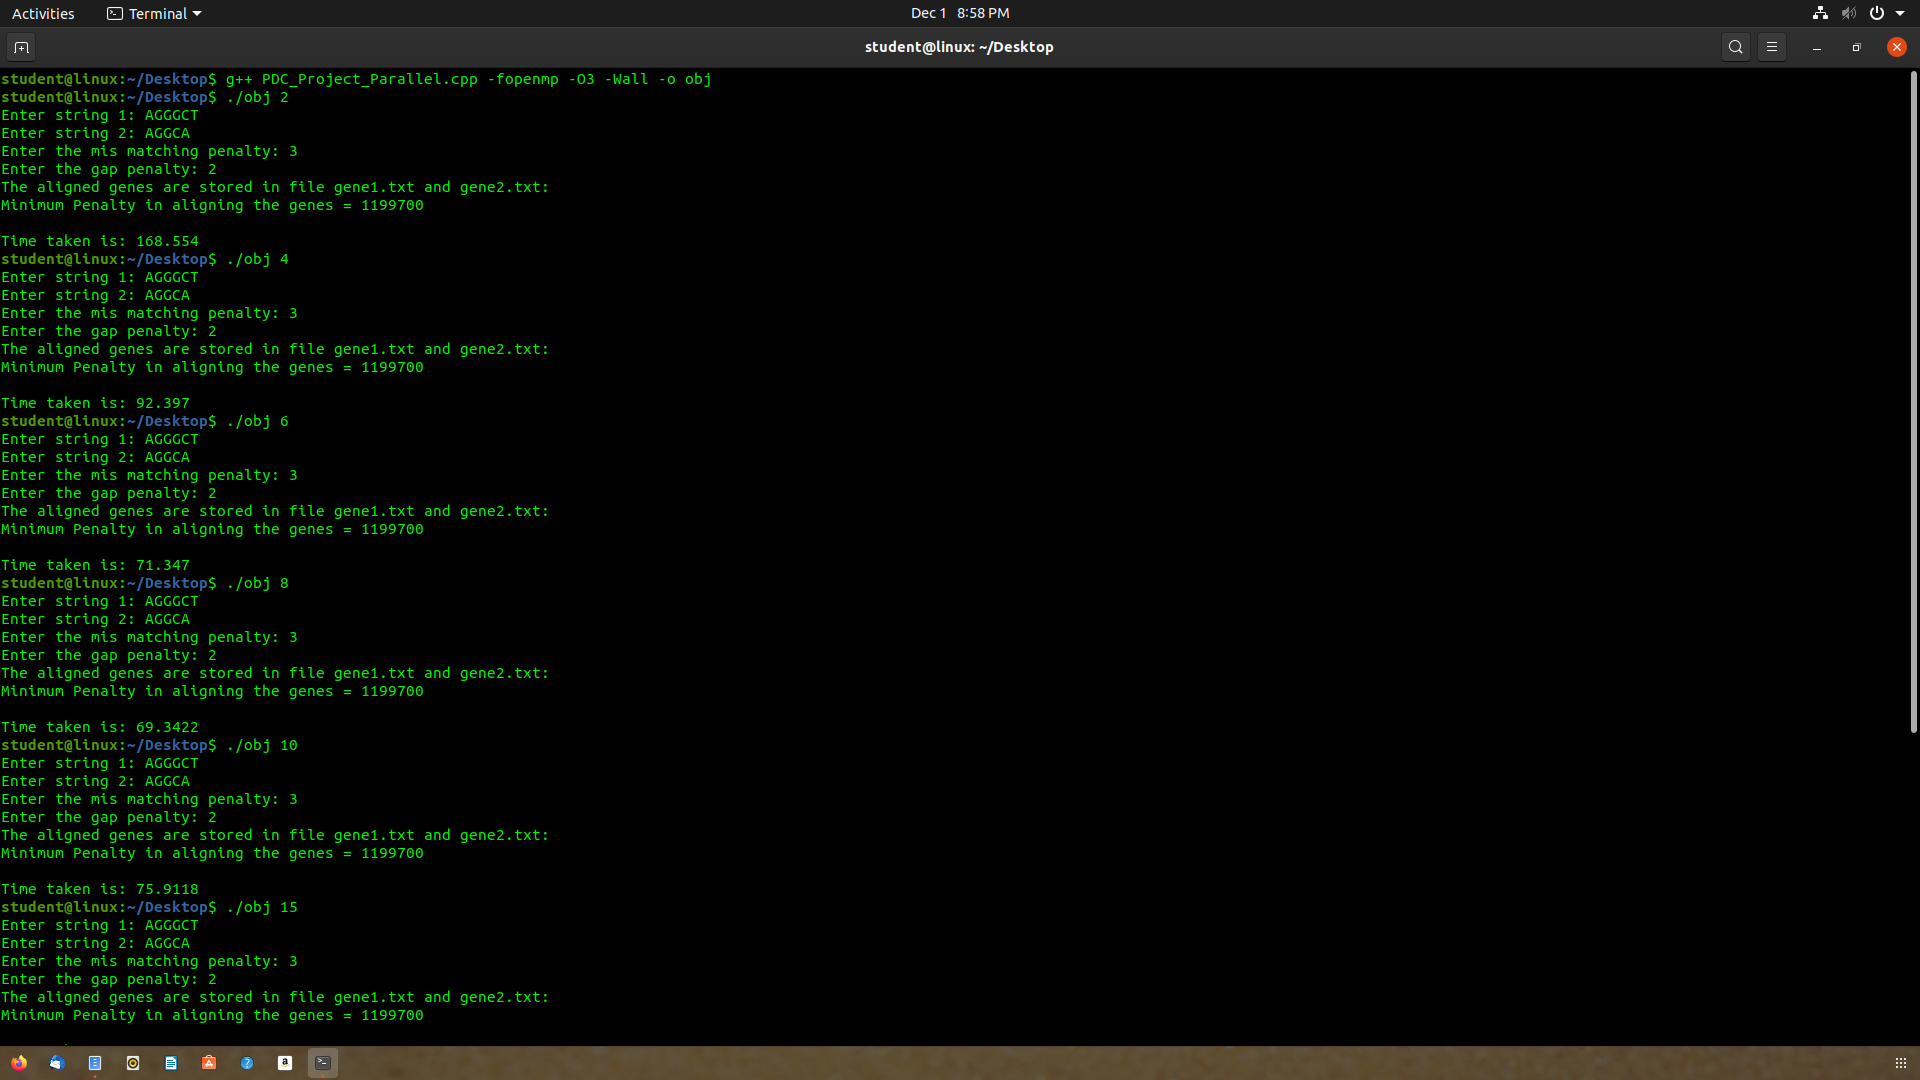 Activities Terminal Dec 1 8:58 PM
student@linux: ~/Desktop
student@linux:~/Desktop$ g++ PDC_Project_Parallel.cpp -fopenmp -O3 -Wall -o obj
student@linux:~/Desktop$ ./obj 2
Enter string 1: AGGGCT
Enter string 2: AGGCA
Enter the mis matching penalty: 3
Enter the gap penalty: 2
The aligned genes are stored in file gene1.txt and gene2.txt:
Minimum Penalty in aligning the genes = 1199700
Time taken is: 168.554
student@linux:~/Desktop$ ./obj 4
Enter string 1: AGGGCT
Enter string 2: AGGCA
Enter the mis matching penalty: 3
Enter the gap penalty: 2
The aligned genes are stored in file gene1.txt and gene2.txt:
Minimum Penalty in aligning the genes = 1199700
Time taken is: 92.397
student@linux:~/Desktop$ ./obj 6
Enter string 1: AGGGCT
Enter string 2: AGGCA
Enter the mis matching penalty: 3
Enter the gap penalty: 2
The aligned genes are stored in file gene1.txt and gene2.txt:
Minimum Penalty in aligning the genes = 1199700
Time taken is: 71.347
student@linux:~/Desktop$ ./obj 8
Enter string 1: AGGGCT
Enter string 2: AGGCA
Enter the mis matching penalty: 3
Enter the gap penalty: 2
The aligned genes are stored in file gene1.txt and gene2.txt:
Minimum Penalty in aligning the genes = 1199700
Time taken is: 69.3422
student@linux:~/Desktop$ ./obj 10
Enter string 1: AGGGCT
Enter string 2: AGGCA
Enter the mis matching penalty: 3
Enter the gap penalty: 2
The aligned genes are stored in file gene1.txt and gene2.txt:
Minimum Penalty in aligning the genes = 1199700
Time taken is: 75.9118
student@linux:~/Desktop$ ./obj 15
Enter string 1: AGGGCT
Enter string 2: AGGCA
Enter the mis matching penalty: 3
Enter the gap penalty: 2
The aligned genes are stored in file gene1.txt and gene2.txt:
Minimum Penalty in aligning the genes = 1199700